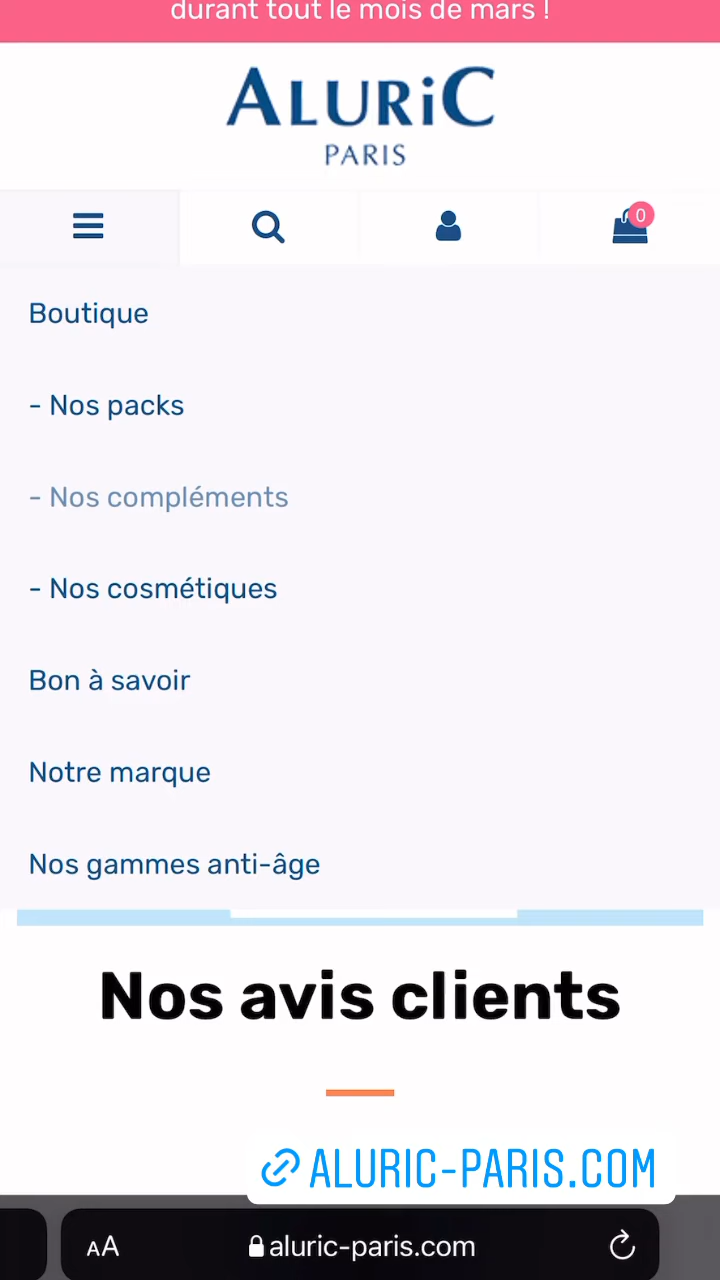 durant tout le mois de mars !
ALURiC
PARIS
0
Boutique
- Nos packs
- Nos compléments
- Nos cosmétiques
Bon à savoir
Notre marque
Nos gammes anti-âge
Nos avis clients
ALURIC-PARIS.COM
AA aluric-paris.com